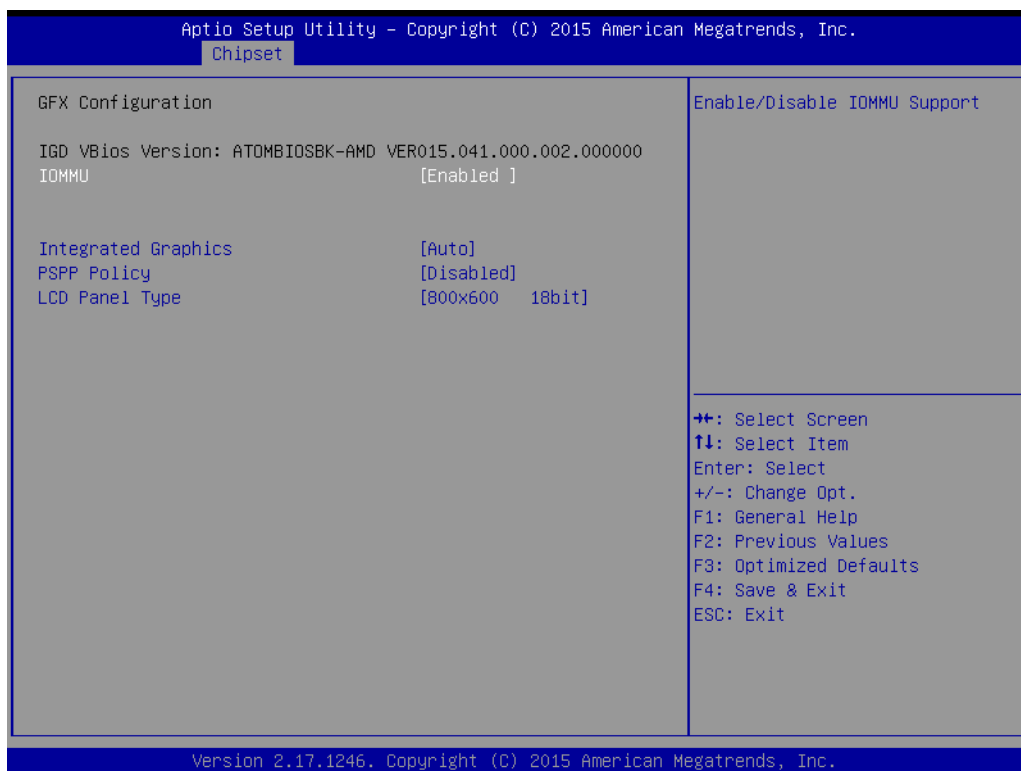 Aptio Setup Utility – Copyright (C) 2015 American Megatrends, Inc.
Chipset
GFX Configuration
IGD VBios Version: ATOMBIOSBK-AMD VER015.041.000.002.000000
IOMMU [Enabled ]
Integrated Graphics [Auto]
PSPP Policy [Disabled]
LCD Panel Type [800x600 18bit]
Enable/Disable IOMMU Support
→←: Select Screen
↑↓: Select Item
Enter: Select
+/-: Change Opt.
F1: General Help
F2: Previous Values
F3: Optimized Defaults
F4: Save & Exit
ESC: Exit
Version 2.17.1246. Copyright (C) 2015 American Megatrends, Inc.